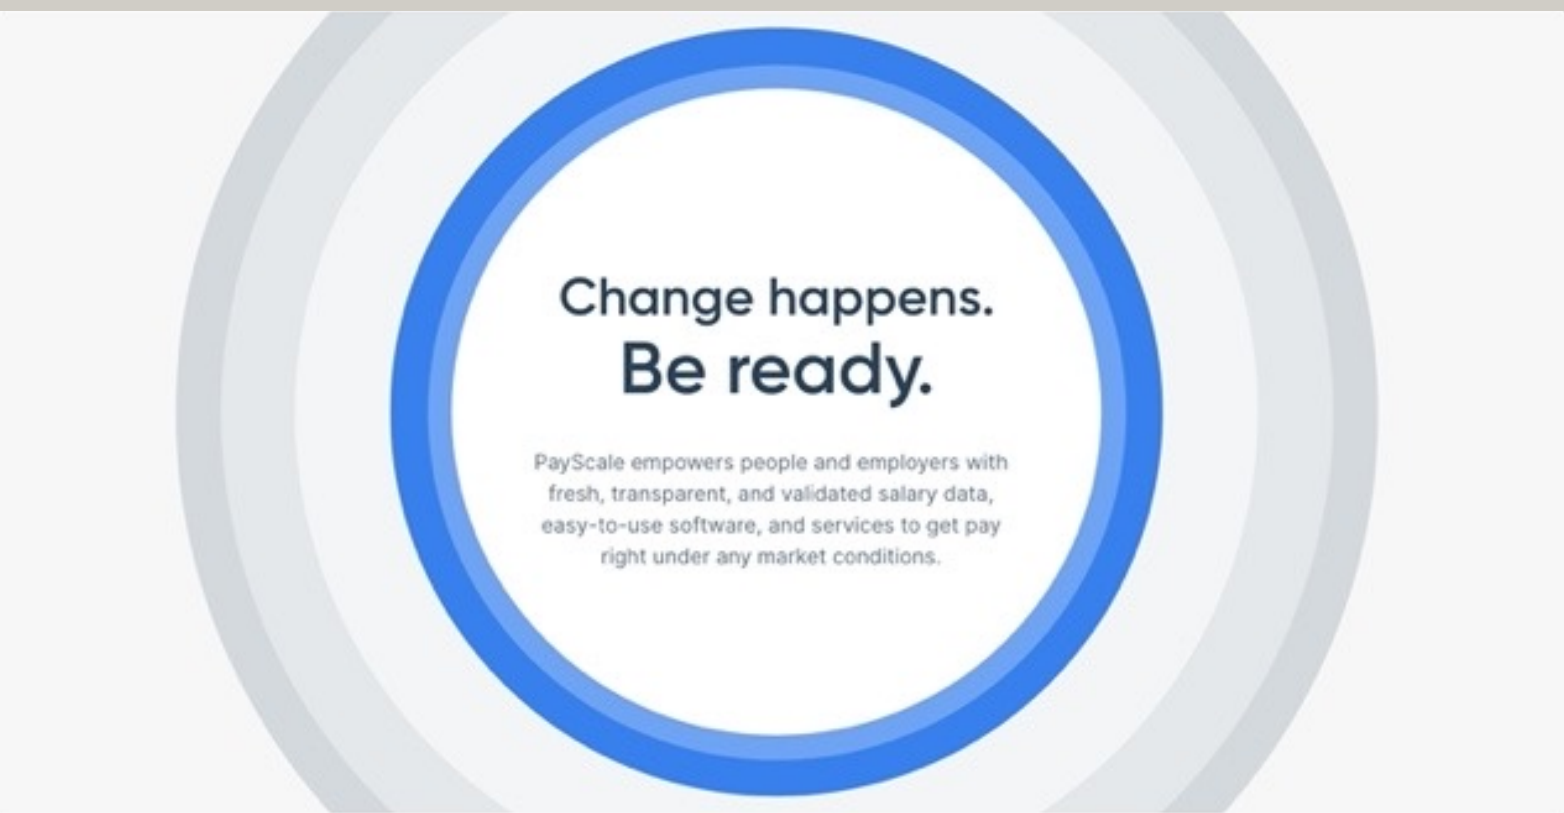 Change happens.
Be ready.
PayScale empowers people and employers with
fresh, transparent, and validated salary data,
easy-to-use software, and services to get pay
right under any market conditions.